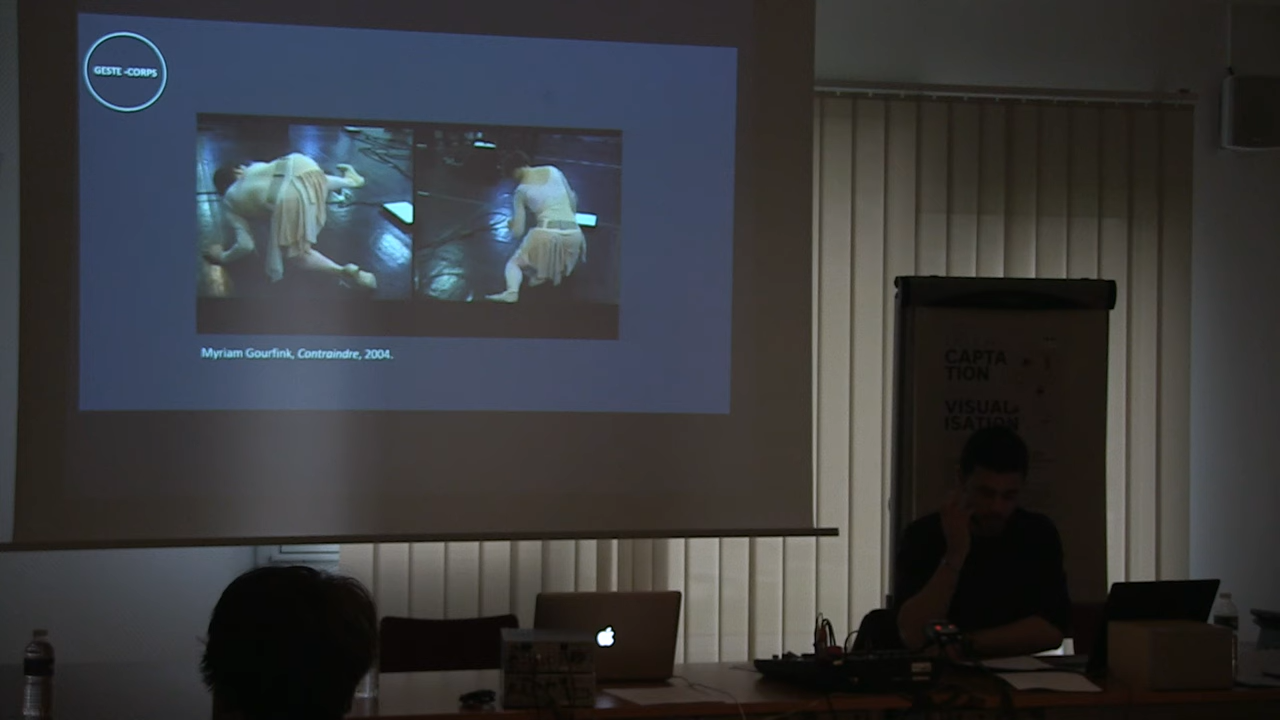 GESTE -CORPS
Myriam Gourfink, Contraindre, 2004.
CAPTA
TION
VISUAL
ISATION